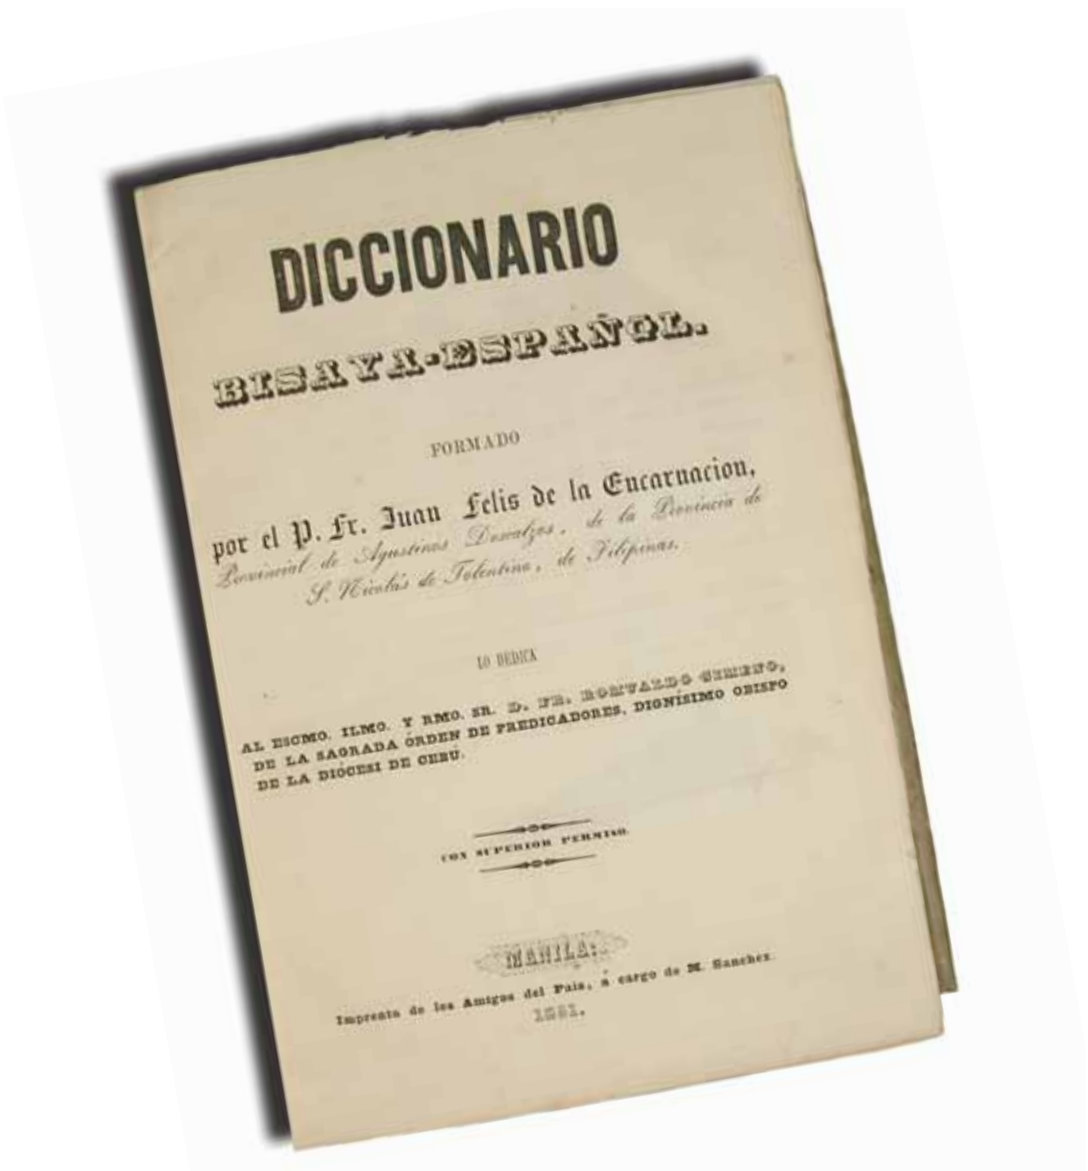 DICCIONARIO
BISAYA-ESPAÑOL.
FORMADO
por el P. Fr. Juan Felis de la Encarnacion,
Provincial de Agustinos Descalzos, de la Provincia de
S. Nicolás de Tolentino, de Filipinas.
LO DEDICA
AL ESCMO. ILMO. Y RMO. SR. D. FR. ROMUALDO GIMENO,
DE LA SAGRADA ÓRDEN DE PREDICADORES, DIGNÍSIMO OBISPO
DE LA DIÓCESI DE CEBÚ.
CON SUPERIOR PERMISO.
MANILA:
Imprenta de los Amigos del Pais, á cargo de M. Sanchez.
1851.